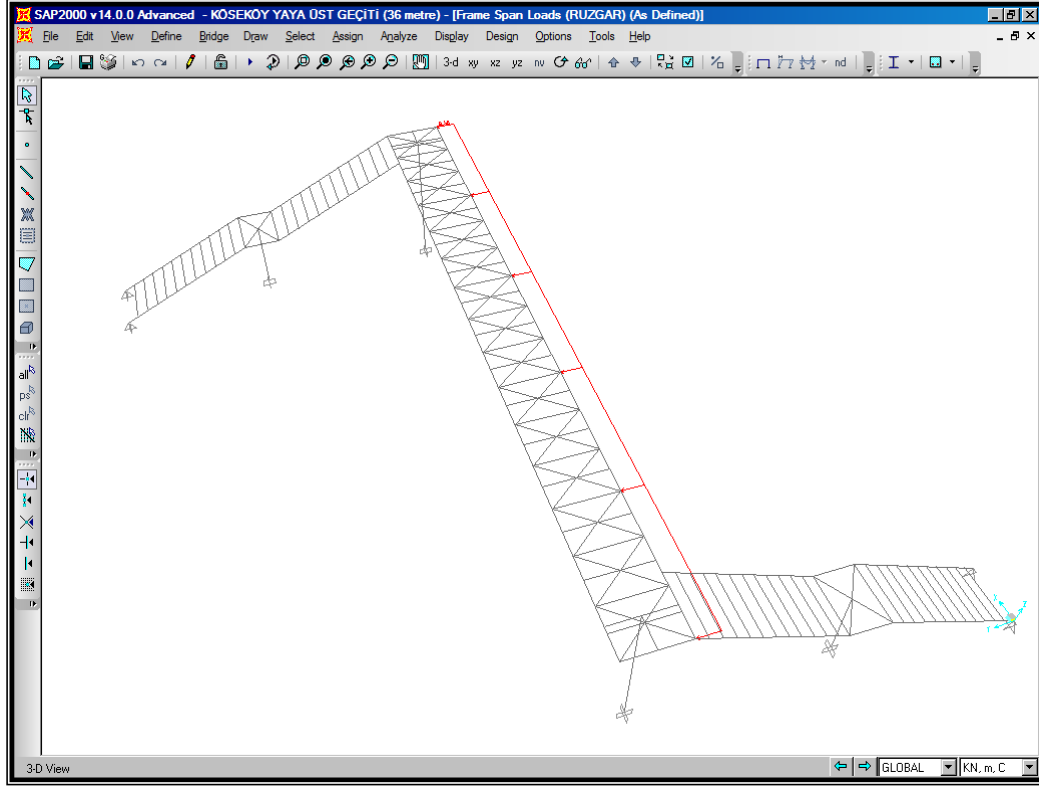 SAP2000 v14.0.0 Advanced - KÖSEKÖY YAYA ÜST GEÇİTİ (36 metre) - [Frame Span Loads (RUZGAR) (As Defined)]
File Edit View Define Bridge Draw Select Assign Analyze Display Design Options Tools Help
3-d xy xz yz nv nd
all
ps
clr
3-D View GLOBAL KN, m, C